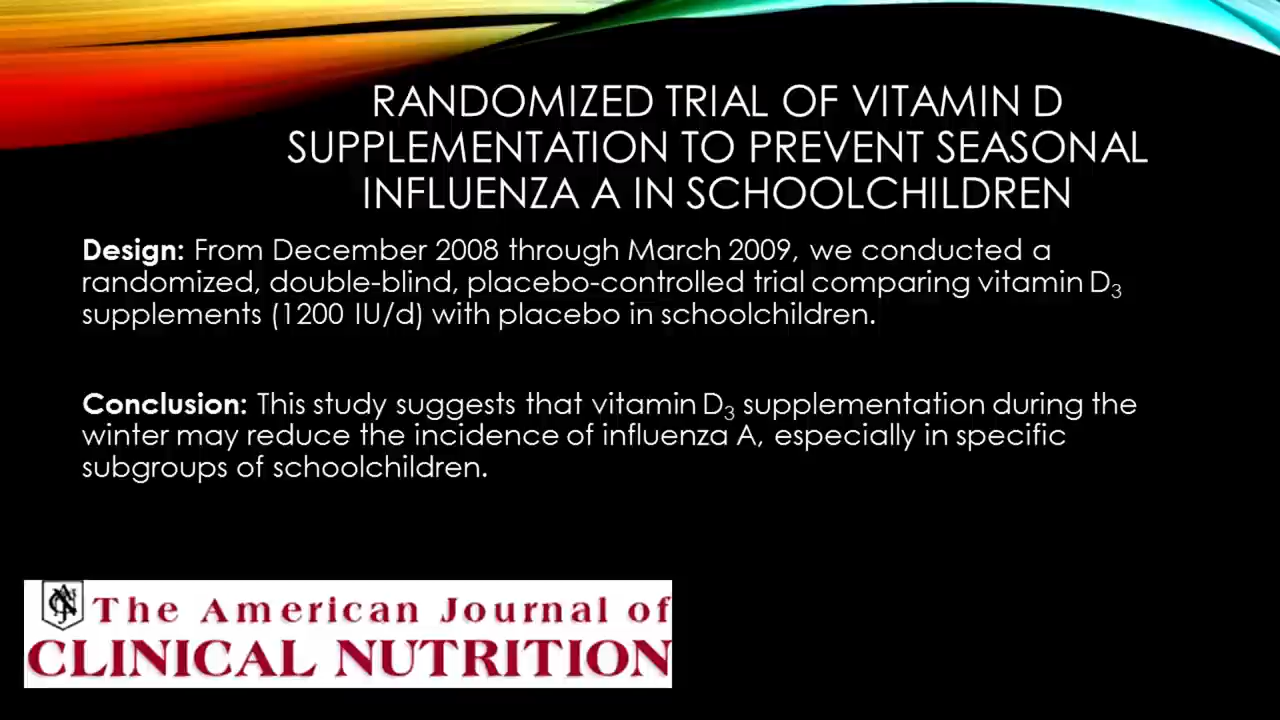 RANDOMIZED TRIAL OF VITAMIN D
SUPPLEMENTATION TO PREVENT SEASONAL
INFLUENZA A IN SCHOOLCHILDREN
Design: From December 2008 through March 2009, we conducted a
randomized, double-blind, placebo-controlled trial comparing vitamin D₃
supplements (1200 IU/d) with placebo in schoolchildren.
Conclusion: This study suggests that vitamin D₃ supplementation during the
winter may reduce the incidence of influenza A, especially in specific
subgroups of schoolchildren.
The American Journal of
CLINICAL NUTRITION